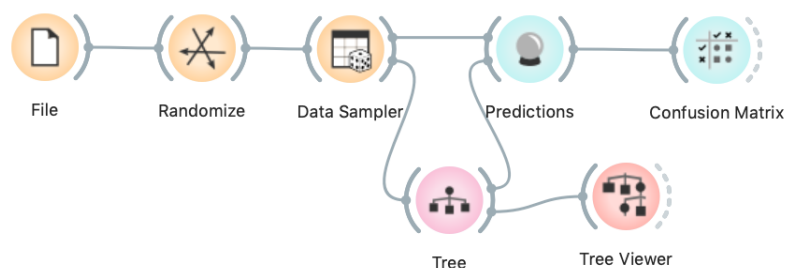 File
Randomize
Data Sampler
Predictions
Confusion Matrix
Tree
Tree Viewer